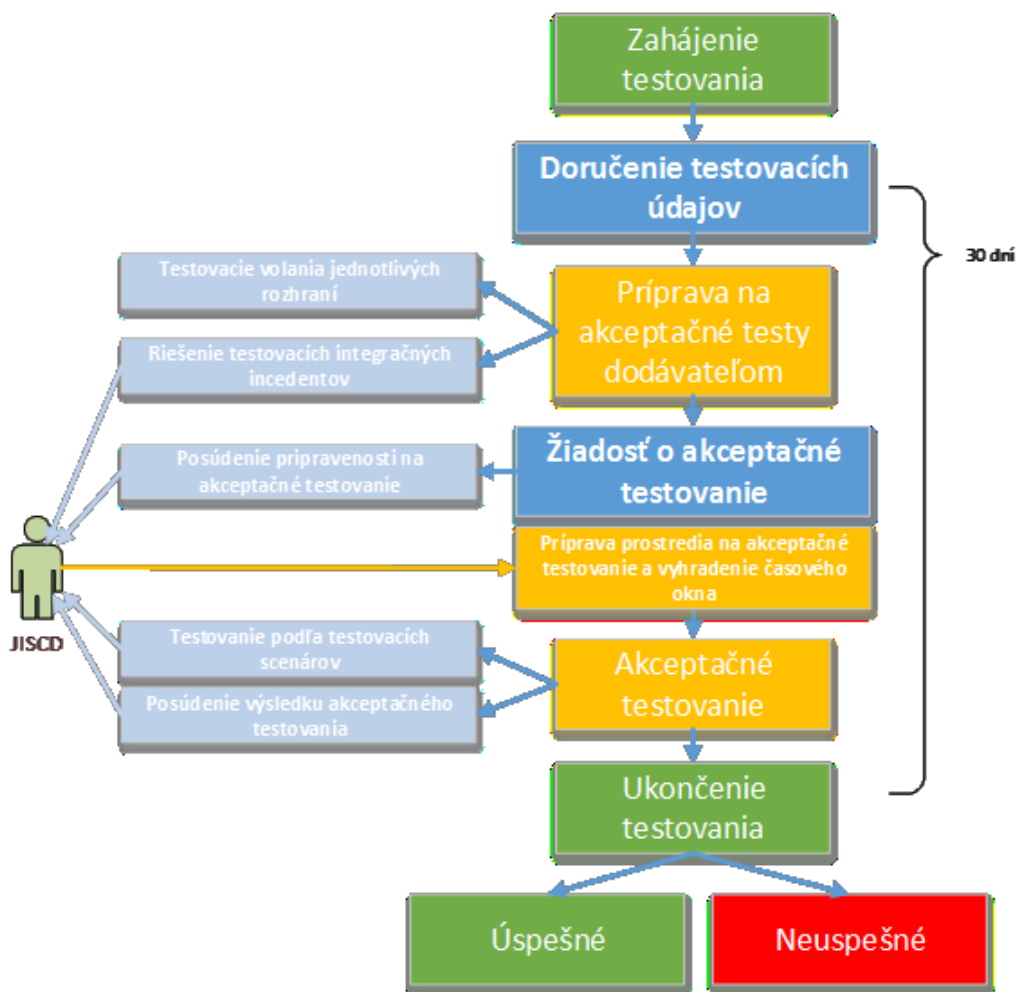 Zahájenie
testovania
Doručenie testovacích
údajov
30 dní
Testovacie volania jednotlivých
rozhraní
Príprava na
akceptačné testy
dodávateľom
Riešenie testovacích integračných
incedentov
Žiadosť o akceptačné
testovanie
Posúdenie pripravenosti na
akceptačné testovanie
Príprava prostredia na akceptačné
testovanie a vyhradenie časového
okna
JISCD
Testovanie podľa testovacích
scenárov
Akceptačné
testovanie
Posúdenie výsledku akceptačného
testovania
Ukončenie
testovania
Úspešné
Neuspešné